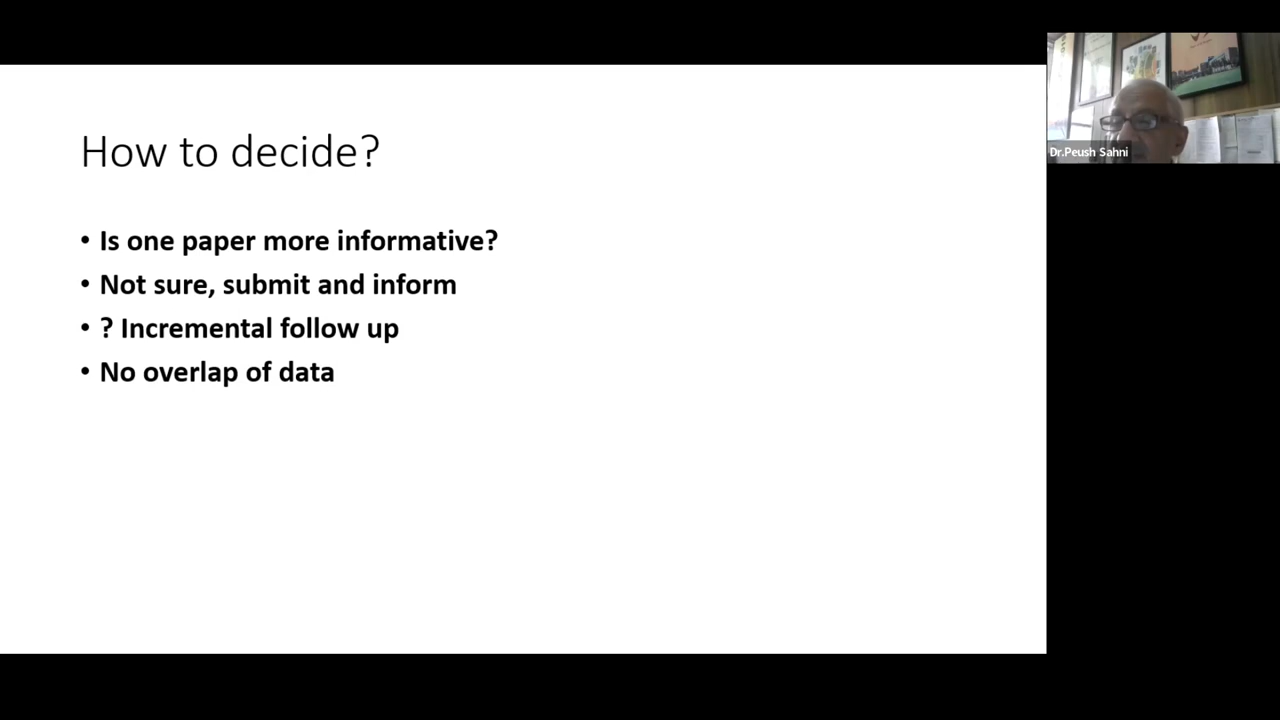 How to decide?
• Is one paper more informative?
• Not sure, submit and inform
• ? Incremental follow up
• No overlap of data
Dr.Peush Sahni